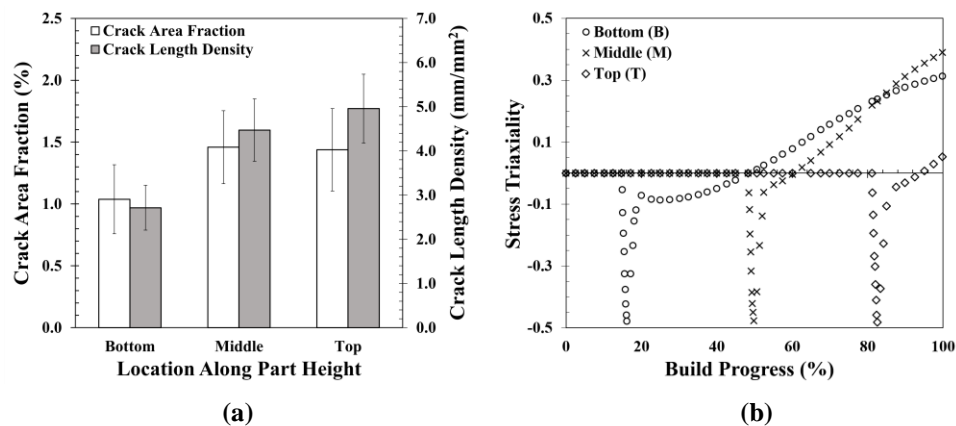 Crack Area Fraction (%)
2.5
2.0
1.5
1.0
0.5
0.0
Crack Area Fraction
Crack Length Density
7.0
6.0
5.0
4.0
3.0
2.0
1.0
0.0
Crack Length Density (mm/mm²)
Bottom Middle Top
Location Along Part Height
(a)
Stress Triaxiality
0.5
0.3
0.1
-0.1
-0.3
-0.5
Bottom (B)
Middle (M)
Top (T)
0 20 40 60 80 100
Build Progress (%)
(b)